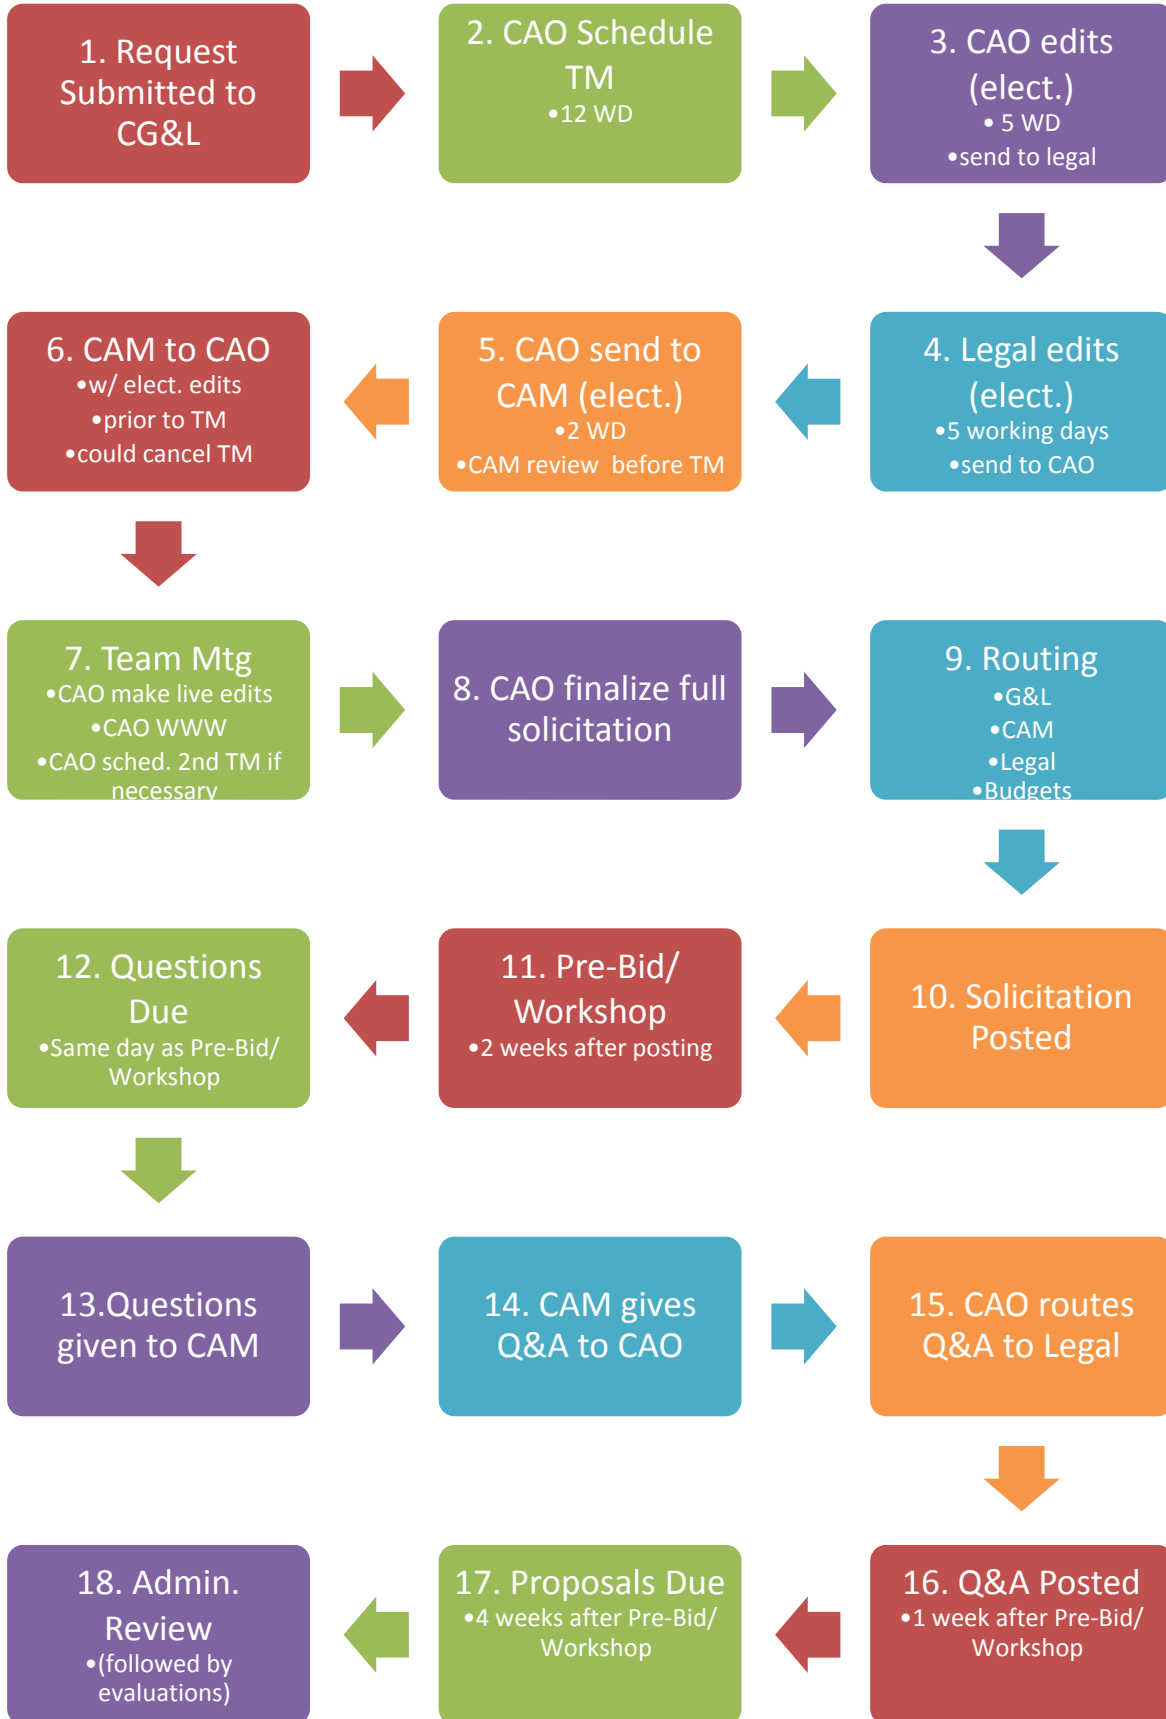 1. Request
Submitted to
CG&L
2. CAO Schedule
TM
•12 WD
3. CAO edits
(elect.)
• 5 WD
•send to legal
4. Legal edits
(elect.)
•5 working days
•send to CAO
5. CAO send to
CAM (elect.)
•2 WD
•CAM review before TM
6. CAM to CAO
•w/ elect. edits
•prior to TM
•could cancel TM
7. Team Mtg
•CAO make live edits
•CAO WWW
•CAO sched. 2nd TM if
necessary
8. CAO finalize full
solicitation
9. Routing
•G&L
•CAM
•Legal
•Budgets
10. Solicitation
Posted
11. Pre-Bid/
Workshop
•2 weeks after posting
12. Questions
Due
•Same day as Pre-Bid/
Workshop
13.Questions
given to CAM
14. CAM gives
Q&A to CAO
15. CAO routes
Q&A to Legal
16. Q&A Posted
•1 week after Pre-Bid/
Workshop
17. Proposals Due
•4 weeks after Pre-Bid/
Workshop
18. Admin.
Review
•(followed by
evaluations)